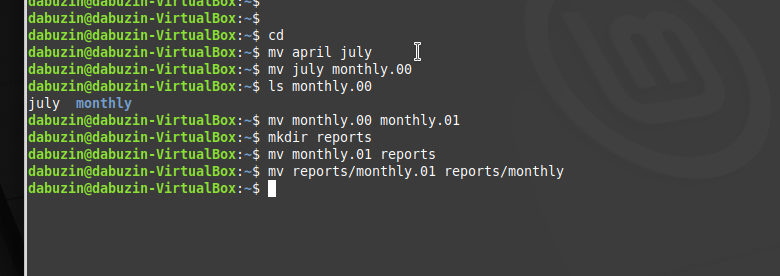 dabuzin@dabuzin-VirtualBox:~$
dabuzin@dabuzin-VirtualBox:~$
dabuzin@dabuzin-VirtualBox:~$ cd
dabuzin@dabuzin-VirtualBox:~$ mv april july
dabuzin@dabuzin-VirtualBox:~$ mv july monthly.00
dabuzin@dabuzin-VirtualBox:~$ ls monthly.00
july  monthly
dabuzin@dabuzin-VirtualBox:~$ mv monthly.00 monthly.01
dabuzin@dabuzin-VirtualBox:~$ mkdir reports
dabuzin@dabuzin-VirtualBox:~$ mv monthly.01 reports
dabuzin@dabuzin-VirtualBox:~$ mv reports/monthly.01 reports/monthly
dabuzin@dabuzin-VirtualBox:~$